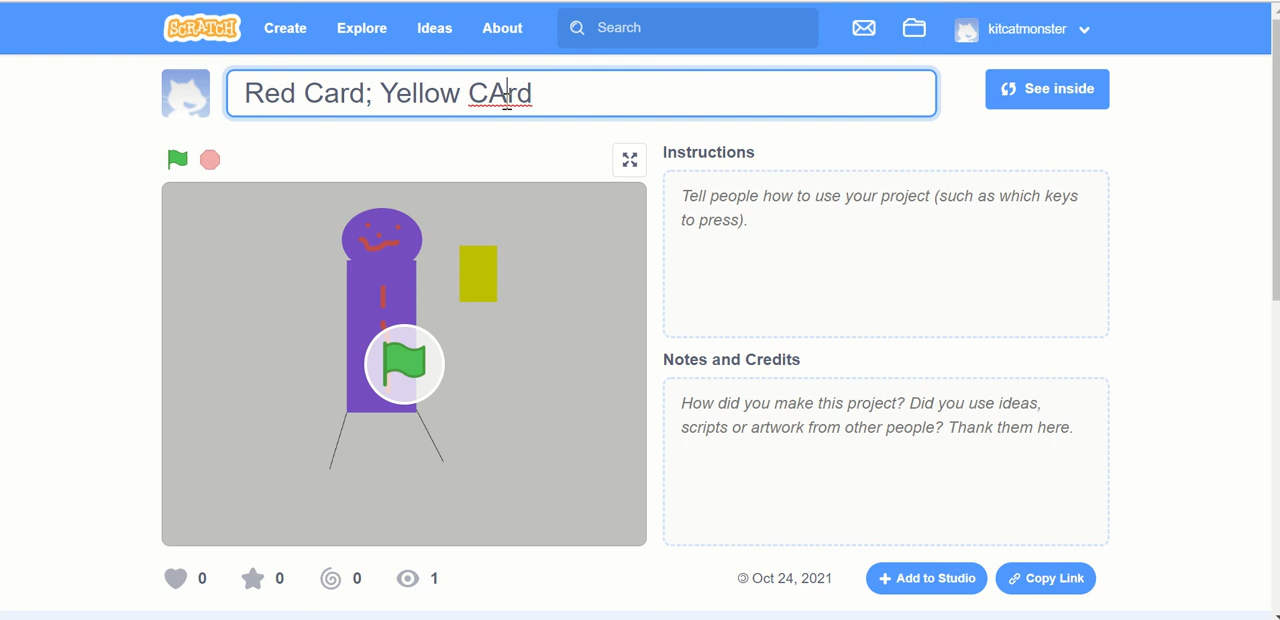 SCRATCH Create Explore Ideas About Search kitcatmonster
Red Card; Yellow CArd
See inside
Instructions
Tell people how to use your project (such as which keys
to press).
Notes and Credits
How did you make this project? Did you use ideas,
scripts or artwork from other people? Thank them here.
0 0 0 1 © Oct 24, 2021 Add to Studio Copy Link